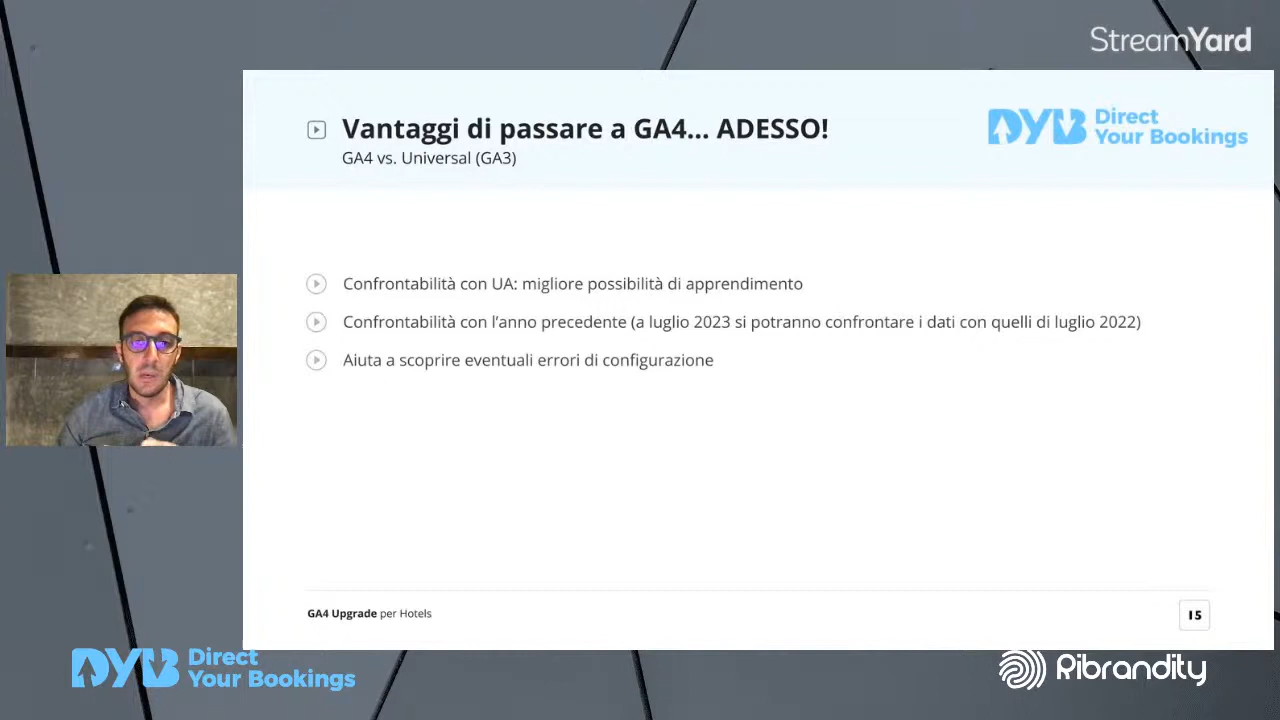 StreamYard
Vantaggi di passare a GA4... ADESSO!
GA4 vs. Universal (GA3)
DYB Direct
Your Bookings
Confrontabilità con UA: migliore possibilità di apprendimento
Confrontabilità con l’anno precedente (a luglio 2023 si potranno confrontare i dati con quelli di luglio 2022)
Aiuta a scoprire eventuali errori di configurazione
GA4 Upgrade per Hotels
15
DYB Direct
Your Bookings
Ribrandity